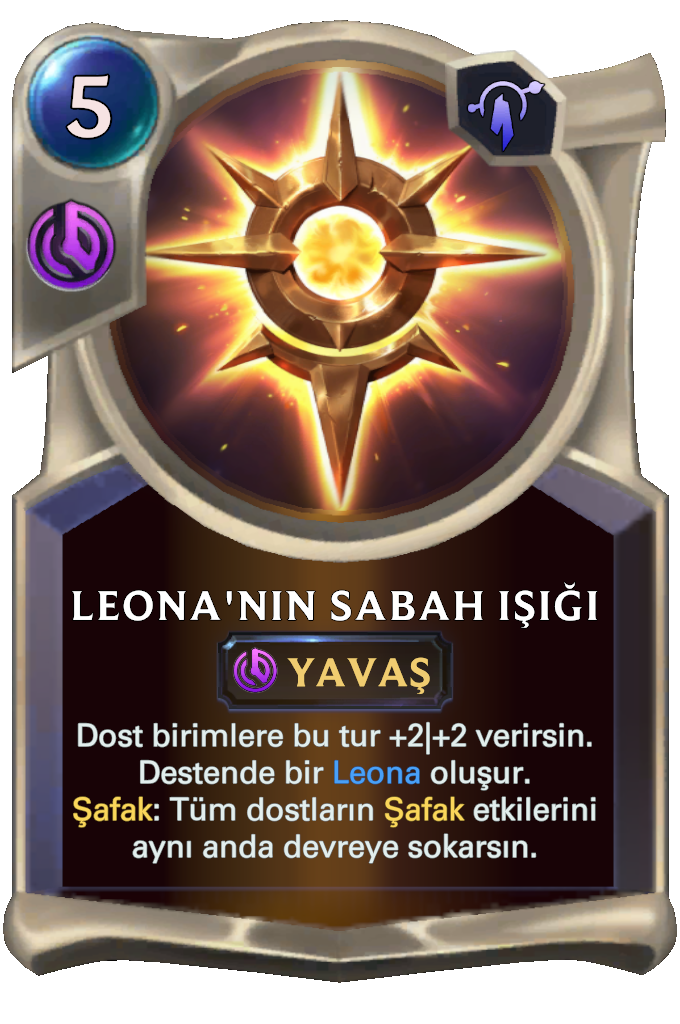 5
LEONA'NIN SABAH IŞIĞI
YAVAŞ
Dost birimlere bu tur +2|+2 verirsin.
Destende bir Leona oluşur.
Şafak: Tüm dostların Şafak etkilerini
aynı anda devreye sokarsın.